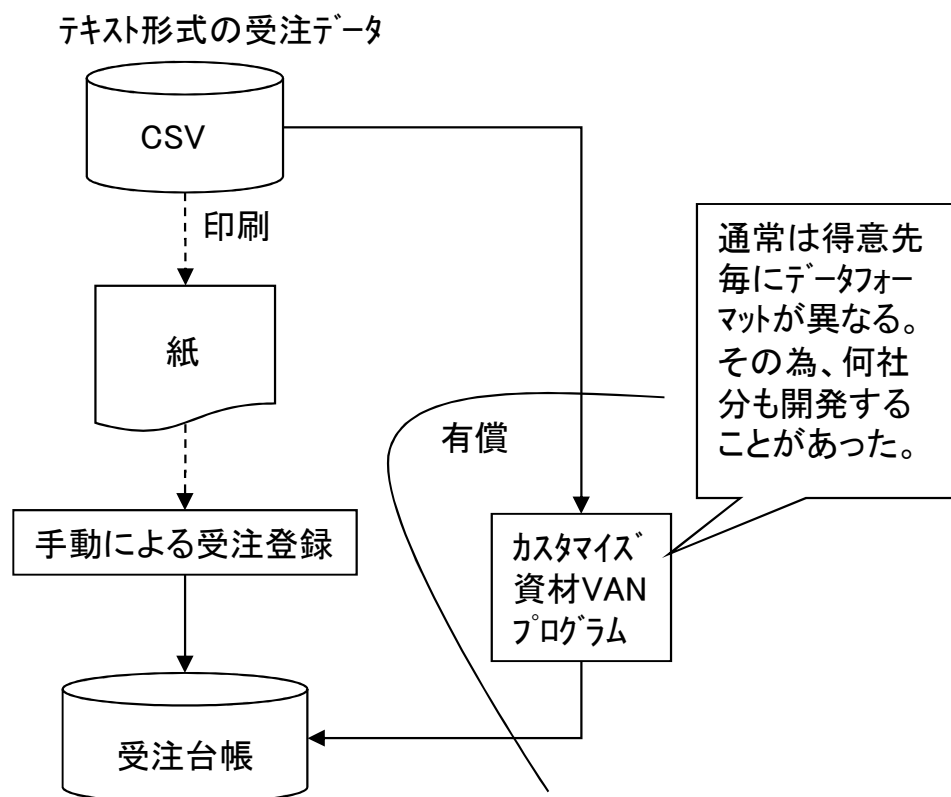 ﾃｷｽﾄ形式の受注ﾃﾞｰﾀ
CSV
印刷
紙
手動による受注登録
受注台帳
有償
ｶｽﾀﾏｲｽﾞ
資材VAN
ﾌﾟﾛｸﾞﾗﾑ
通常は得意先
毎にﾃﾞｰﾀﾌｫｰ
ﾏｯﾄが異なる。
その為、何社
分も開発する
ことがあった。